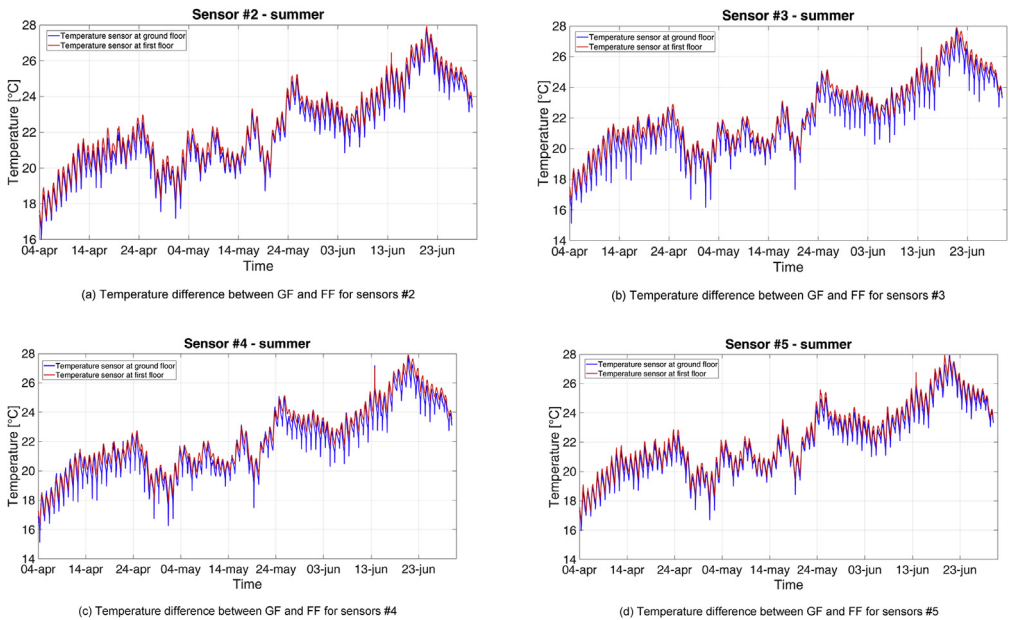 Sensor #2 - summer
Temperature sensor at ground floor
Temperature sensor at first floor
28
26
24
22
20
18
16
Temperature [°C]
04-apr 14-apr 24-apr 04-may 14-may 24-may 03-jun 13-jun 23-jun
Time
(a) Temperature difference between GF and FF for sensors #2
Sensor #3 - summer
Temperature sensor at ground floor
Temperature sensor at first floor
28
26
24
22
20
18
16
14
Temperature [°C]
04-apr 14-apr 24-apr 04-may 14-may 24-may 03-jun 13-jun 23-jun
Time
(b) Temperature difference between GF and FF for sensors #3
Sensor #4 - summer
Temperature sensor at ground floor
Temperature sensor at first floor
28
26
24
22
20
18
16
14
Temperature [°C]
04-apr 14-apr 24-apr 04-may 14-may 24-may 03-jun 13-jun 23-jun
Time
(c) Temperature difference between GF and FF for sensors #4
Sensor #5 - summer
Temperature sensor at ground floor
Temperature sensor at first floor
28
26
24
22
20
18
16
14
Temperature [°C]
04-apr 14-apr 24-apr 04-may 14-may 24-may 03-jun 13-jun 23-jun
Time
(d) Temperature difference between GF and FF for sensors #5